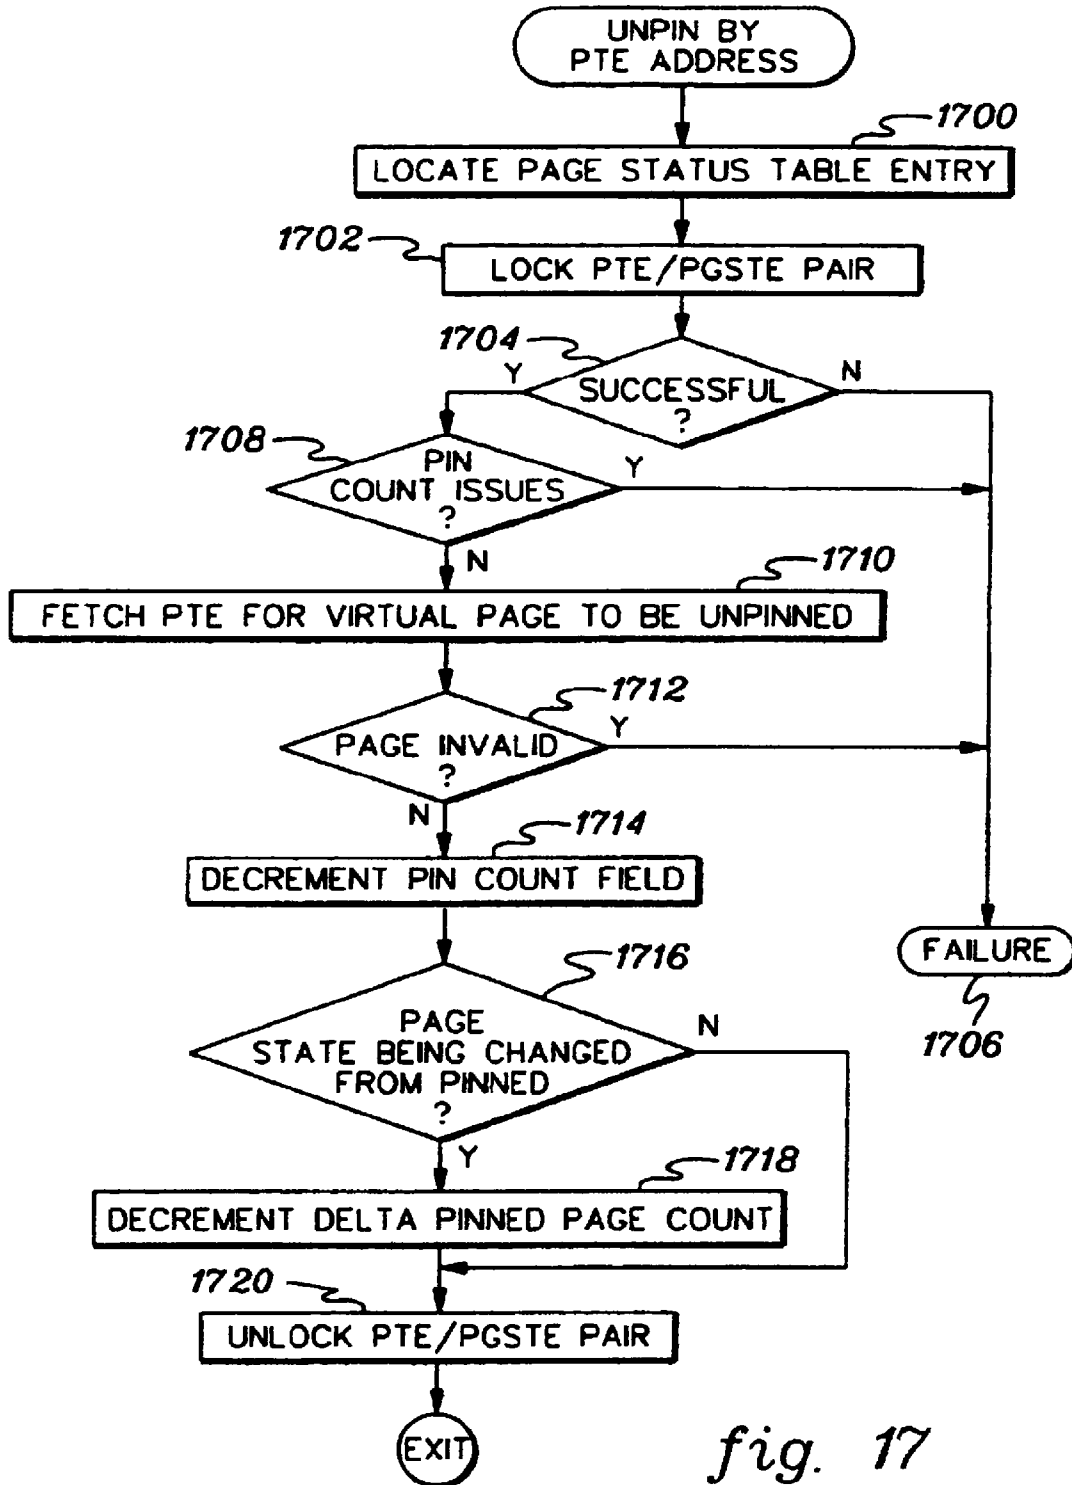 UNPIN BY
PTE ADDRESS
1700
LOCATE PAGE STATUS TABLE ENTRY
1702
LOCK PTE/PGSTE PAIR
1704
Y
N
SUCCESSFUL
?
1708
PIN
COUNT ISSUES
?
Y
N
1710
FETCH PTE FOR VIRTUAL PAGE TO BE UNPINNED
1712
Y
PAGE INVALID
?
N
1714
DECREMENT PIN COUNT FIELD
FAILURE
1706
1716
PAGE
STATE BEING CHANGED
FROM PINNED
?
N
Y
1718
DECREMENT DELTA PINNED PAGE COUNT
1720
UNLOCK PTE/PGSTE PAIR
EXIT
fig. 17